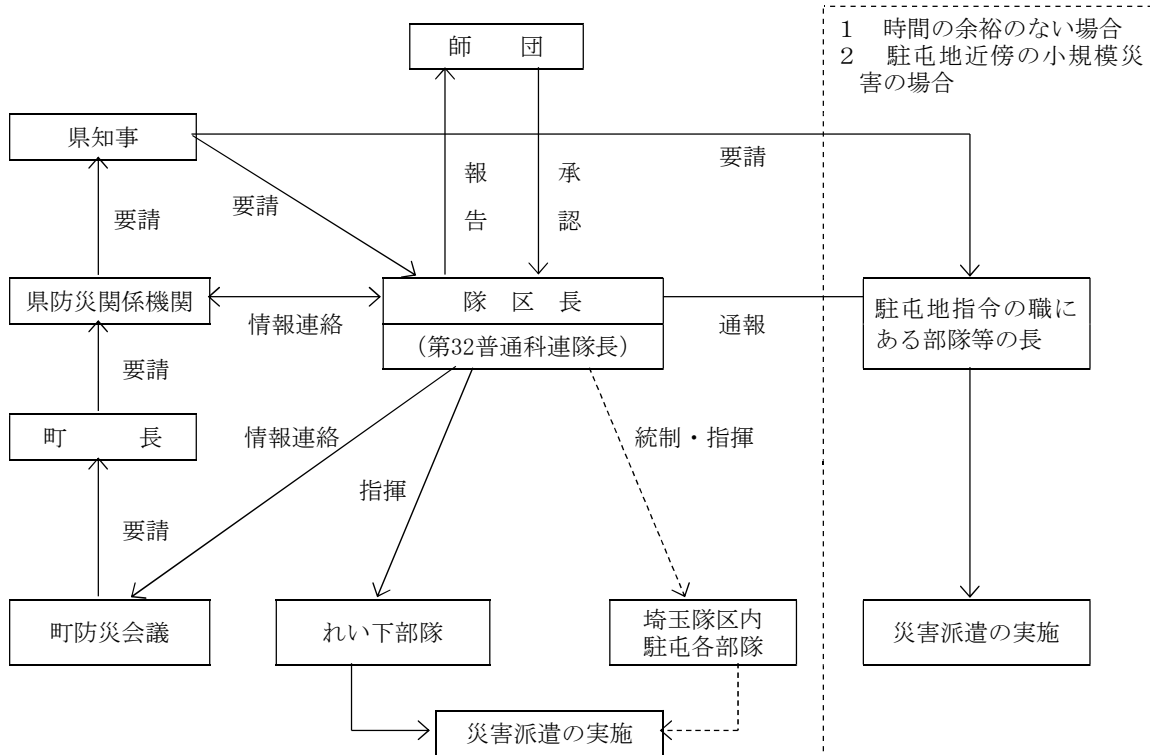 師　　団
1　時間の余裕のない場合
2　駐屯地近傍の小規模災
害の場合
県知事
要請
報告
承認
要請
要請
県防災関係機関
情報連絡
隊　区　長
（第32普通科連隊長）
通報
駐屯地指令の職に
ある部隊等の長
要請
町　　　長
情報連絡
指揮
統制・指揮
要請
町防災会議
れい下部隊
埼玉隊区内
駐屯各部隊
災害派遣の実施
災害派遣の実施